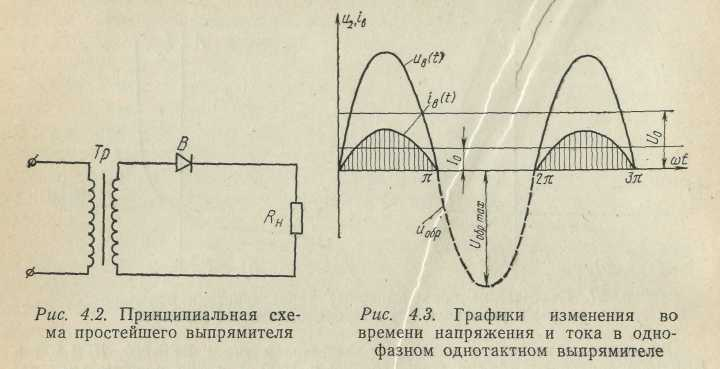 Тр
В
Rн
Рис. 4.2. Принципиальная схе-
ма простейшего выпрямителя
u₂,iв
uв(t)
iв(t)
I₀
U₀
π
2π
3π
ωt
uобр
Uобр max
Рис. 4.3. Графики изменения во
времени напряжения и тока в одно-
фазном однотактном выпрямителе